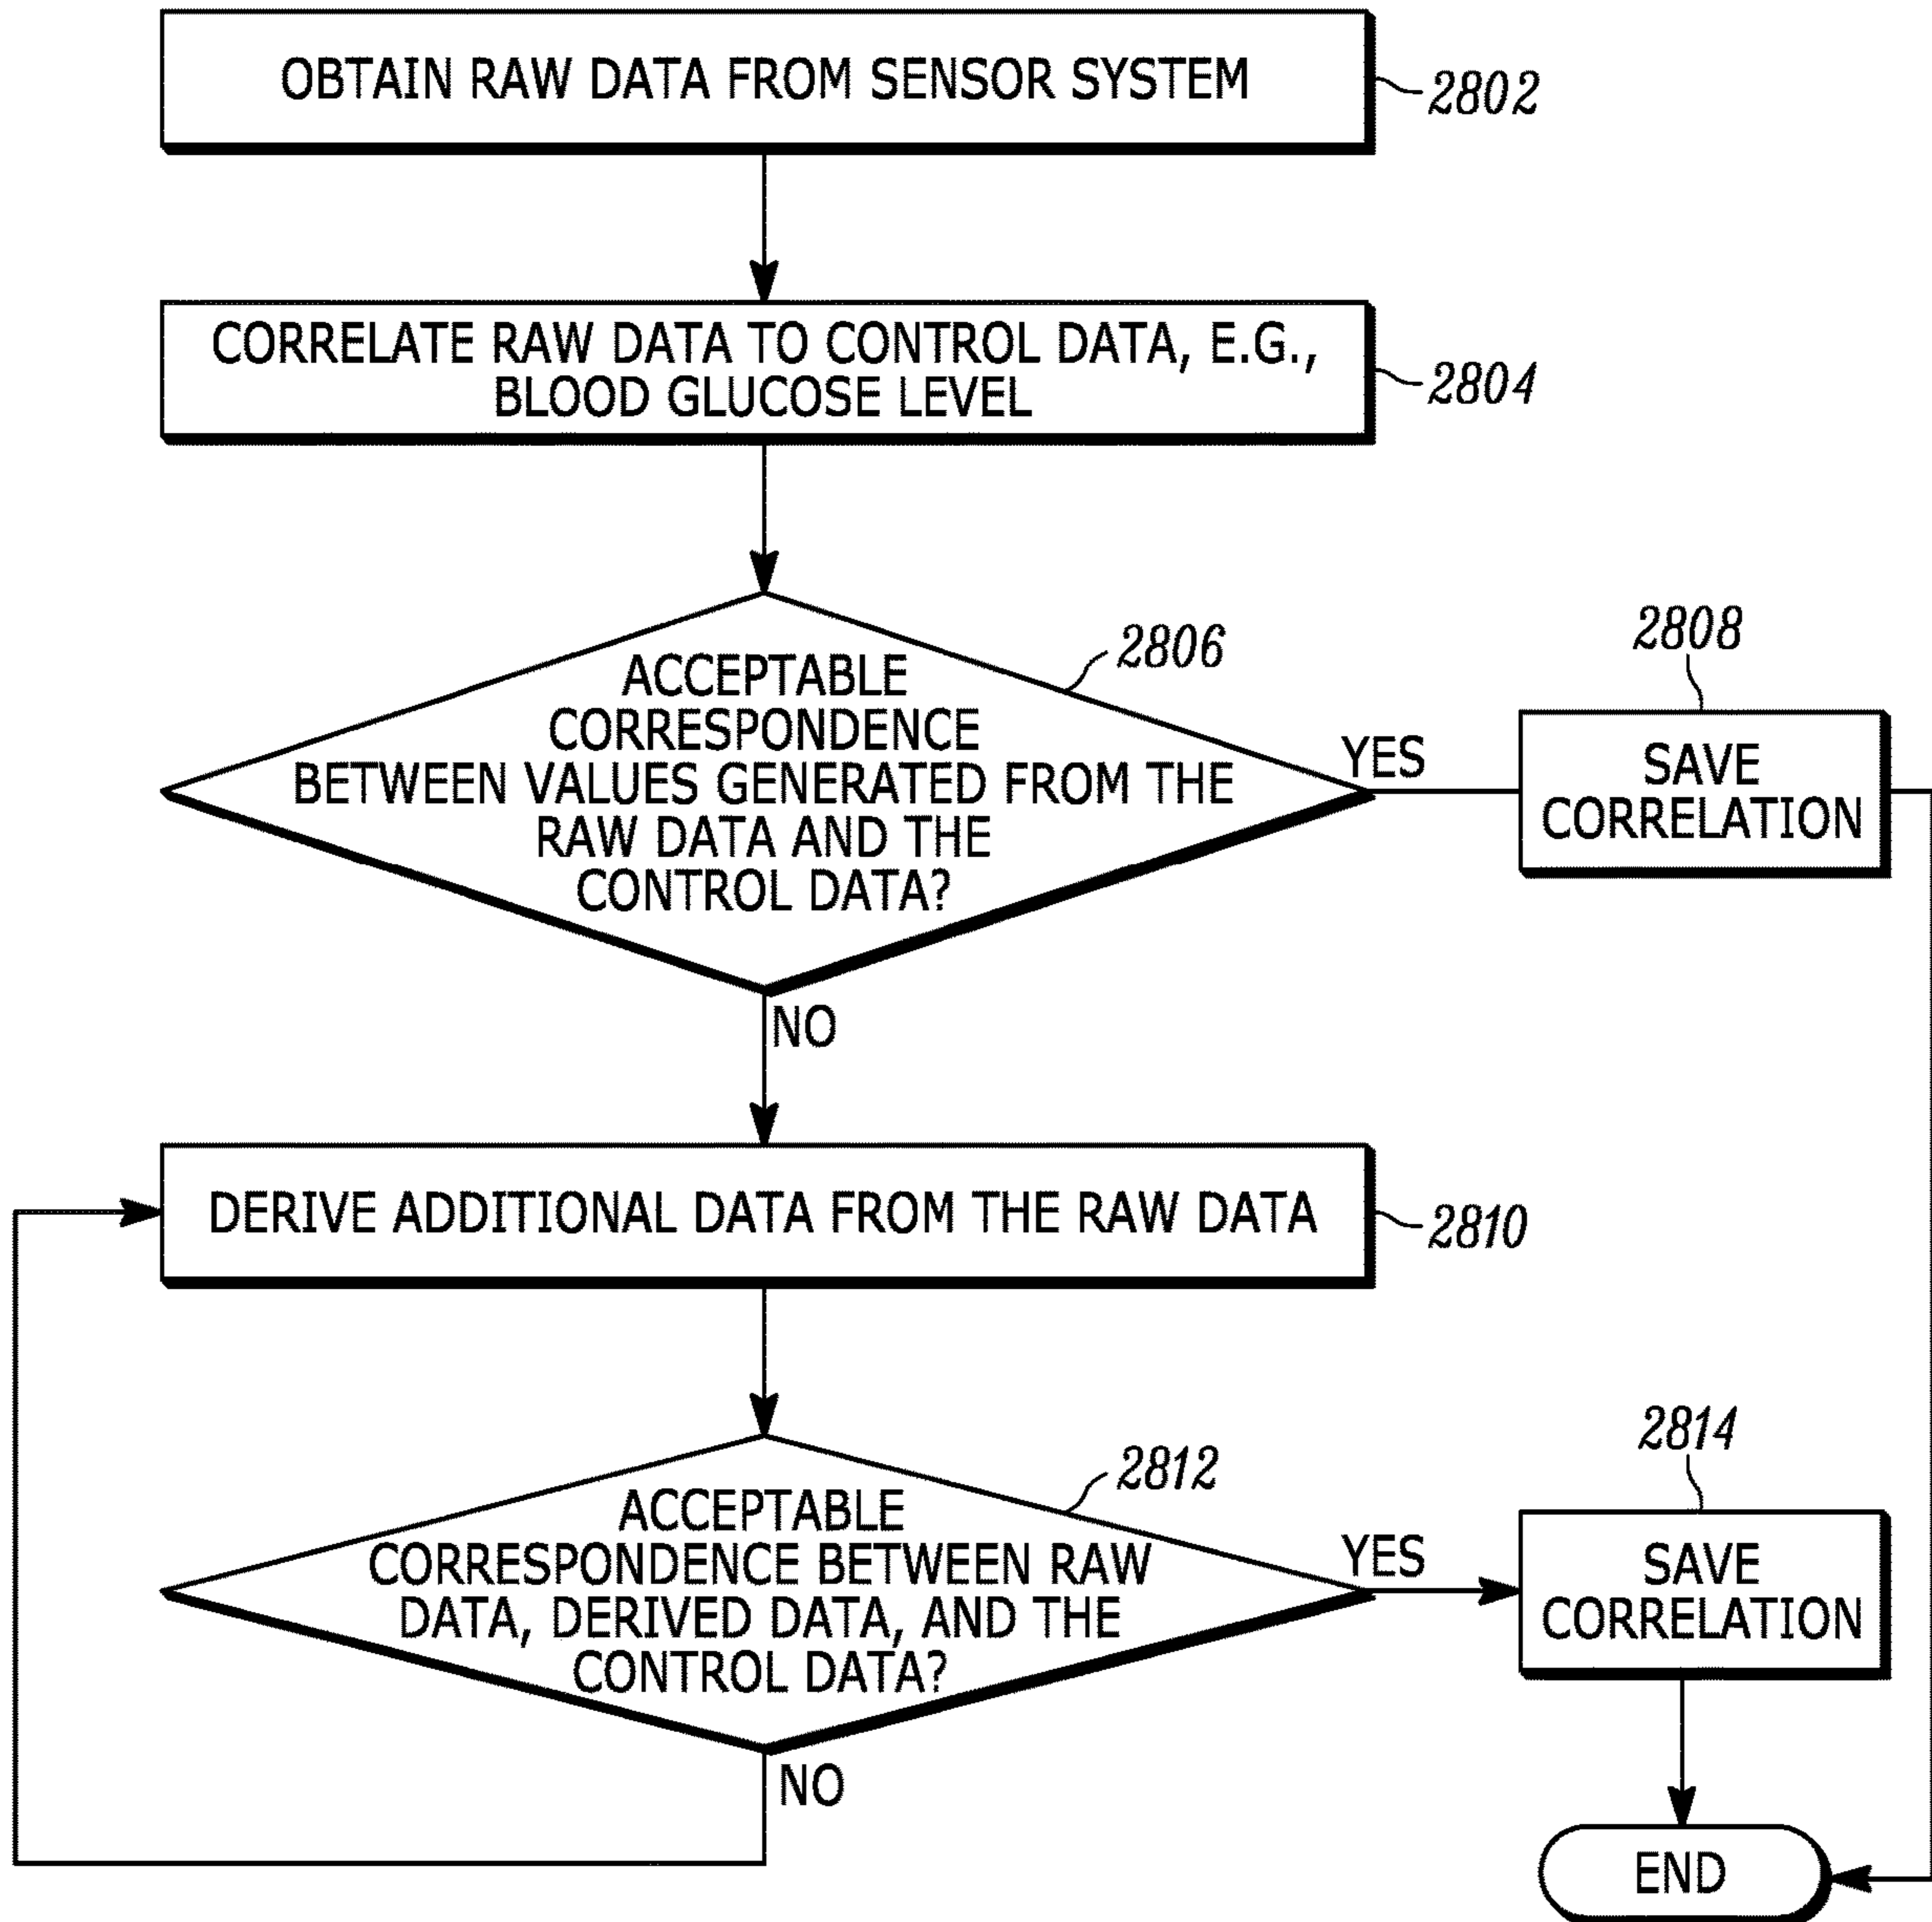 OBTAIN RAW DATA FROM SENSOR SYSTEM
2802
CORRELATE RAW DATA TO CONTROL DATA, E.G.,
BLOOD GLUCOSE LEVEL
2804
2806
ACCEPTABLE
CORRESPONDENCE
BETWEEN VALUES GENERATED FROM THE
RAW DATA AND THE
CONTROL DATA?
YES
2808
SAVE
CORRELATION
NO
DERIVE ADDITIONAL DATA FROM THE RAW DATA
2810
2812
ACCEPTABLE
CORRESPONDENCE BETWEEN RAW
DATA, DERIVED DATA, AND THE
CONTROL DATA?
YES
2814
SAVE
CORRELATION
NO
END